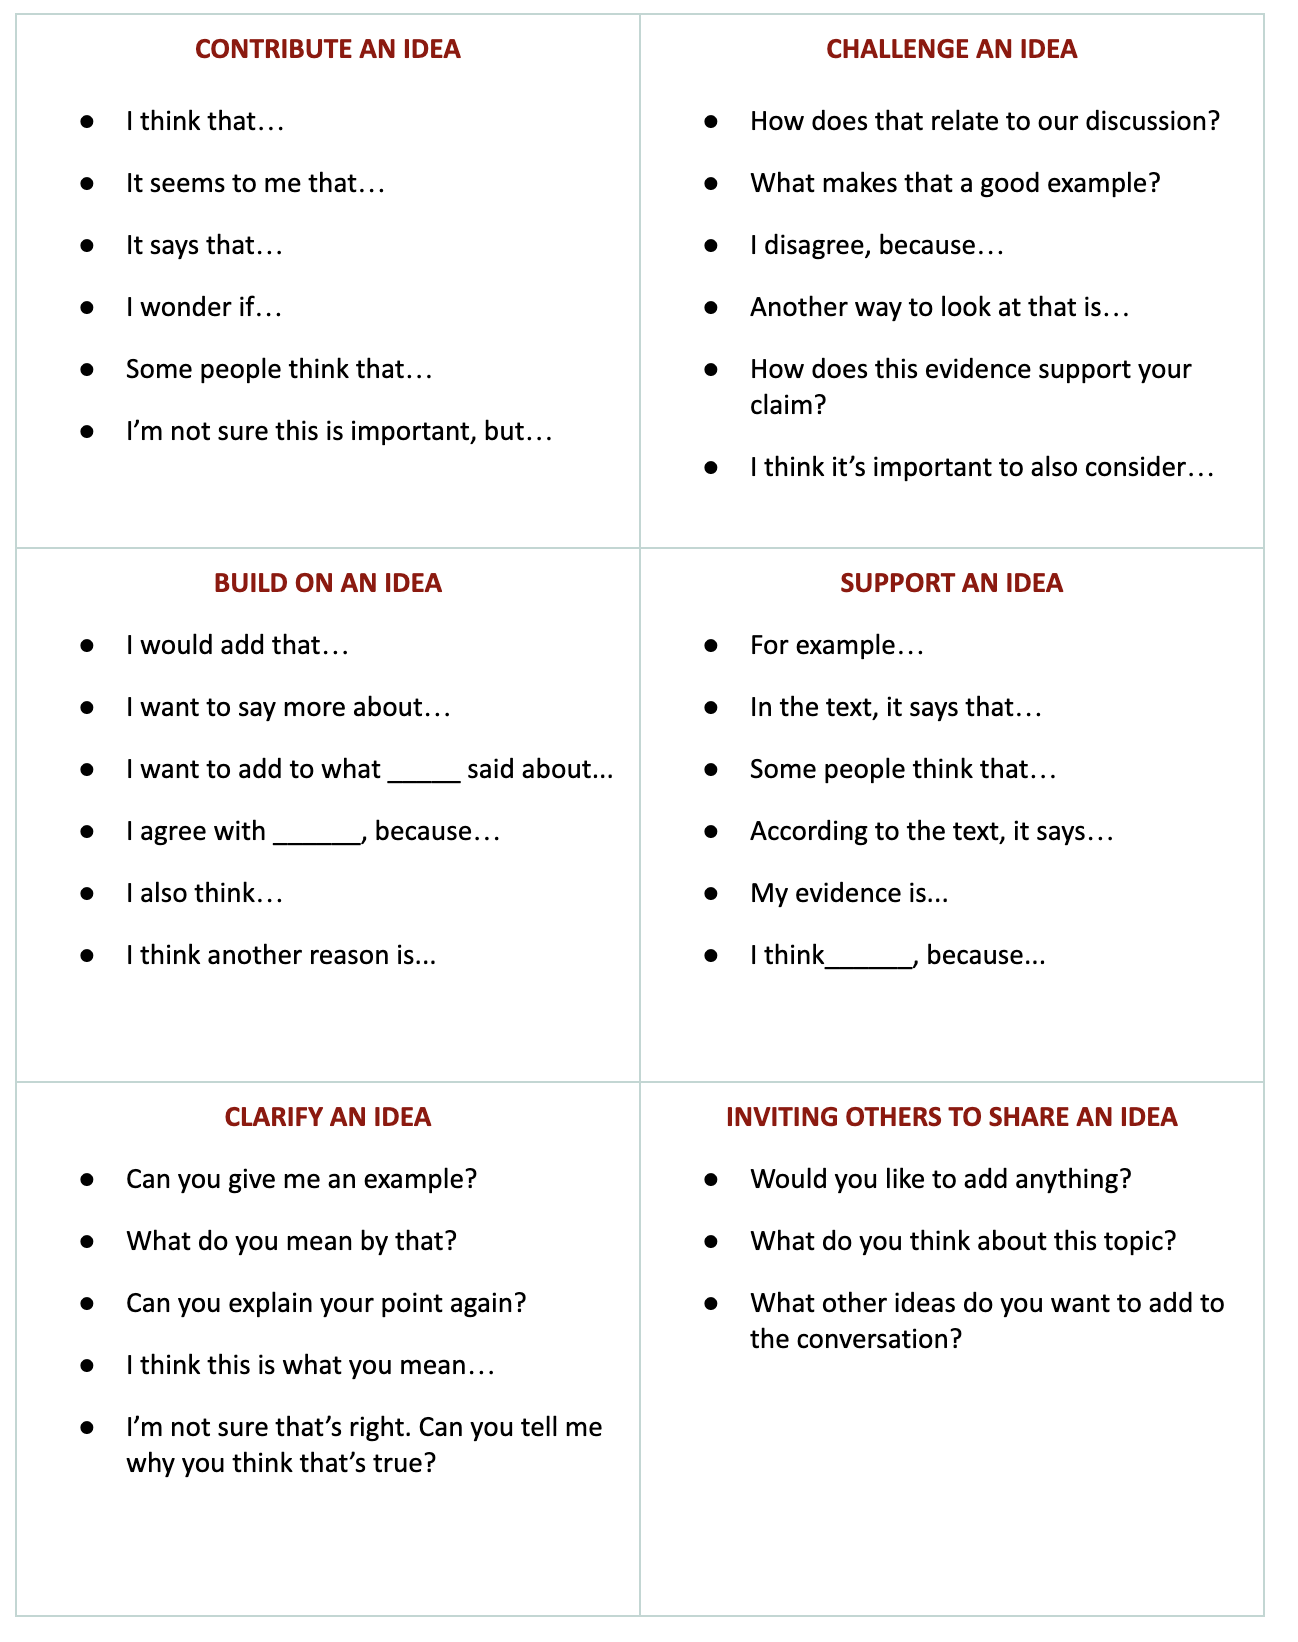 CONTRIBUTE AN IDEA
● I think that…
● It seems to me that…
● It says that…
● I wonder if…
● Some people think that…
● I’m not sure this is important, but…
CHALLENGE AN IDEA
● How does that relate to our discussion?
● What makes that a good example?
● I disagree, because…
● Another way to look at that is…
● How does this evidence support your
claim?
● I think it’s important to also consider…
BUILD ON AN IDEA
● I would add that…
● I want to say more about…
● I want to add to what _____ said about...
● I agree with ______, because…
● I also think…
● I think another reason is...
SUPPORT AN IDEA
● For example…
● In the text, it says that…
● Some people think that…
● According to the text, it says…
● My evidence is...
● I think______, because...
CLARIFY AN IDEA
● Can you give me an example?
● What do you mean by that?
● Can you explain your point again?
● I think this is what you mean…
● I’m not sure that’s right. Can you tell me
why you think that’s true?
INVITING OTHERS TO SHARE AN IDEA
● Would you like to add anything?
● What do you think about this topic?
● What other ideas do you want to add to
the conversation?